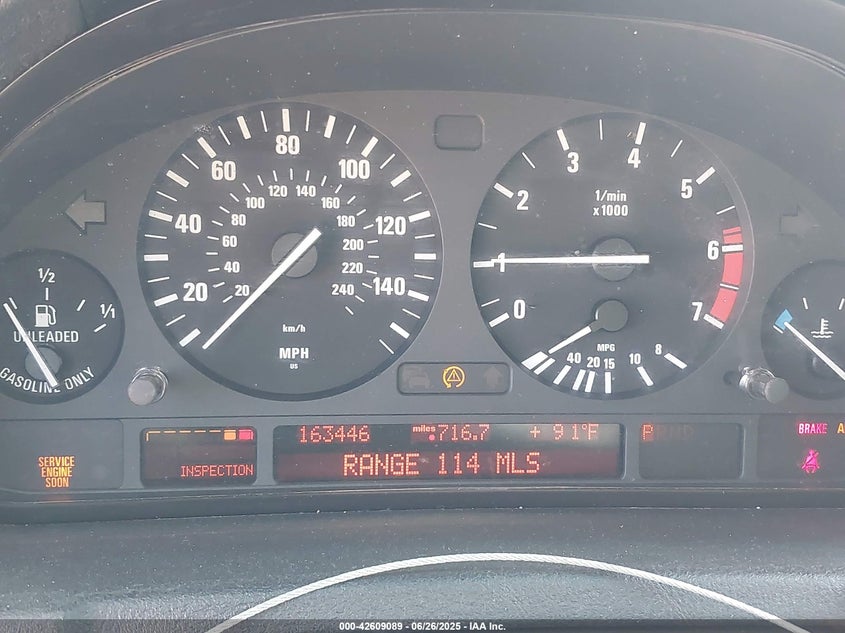 80
60
100
40
120
20
140
120
140
100
160
80
180
60
200
40
220
20
240
km/h
MPH
US
3
4
2
5
1/min
x1000
1
6
0
7
MPG
40 20 15 10 8
1/2
1/1
UNLEADED
GASOLINE ONLY
SERVICE
ENGINE
SOON
INSPECTION
163446 miles 716.7 + 91°F
RANGE 114 MLS
BRAKE
000-42609089 - 06/26/2025 - IAA Inc.